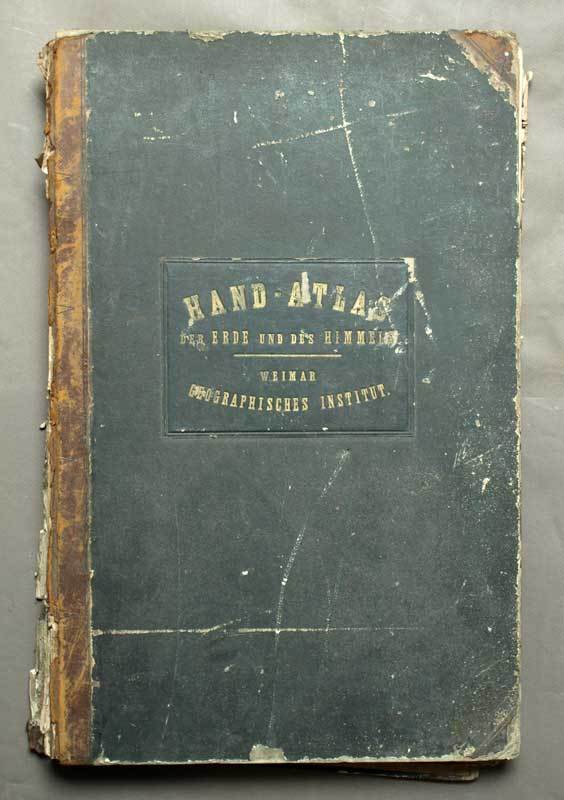 HAND-ATLAS
DER ERDE UND DES HIMMELS
WEIMAR
GEOGRAPHISCHES INSTITUT.